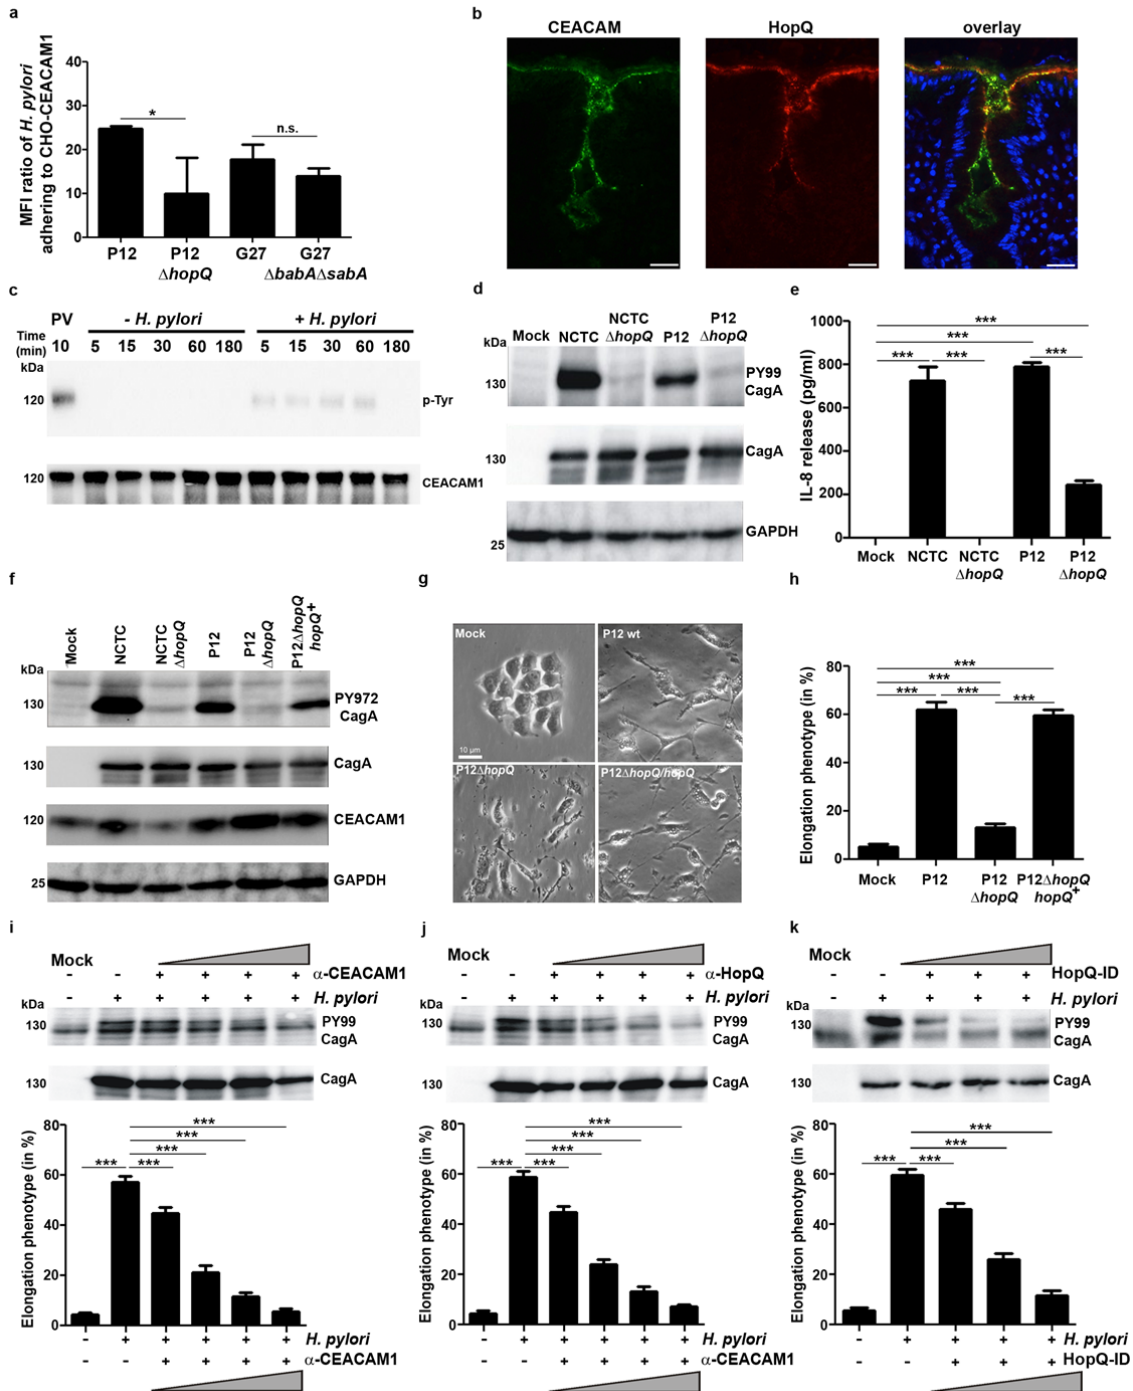 a
MFI ratio of H. pylori
adhering to CHO-CEACAM1
40
30
20
10
0
*
n.s.
P12
P12
ΔhopQ
G27
G27
ΔbabAΔsabA
b
CEACAM
HopQ
overlay
c
PV
- H. pylori
+ H. pylori
Time
(min)
10 5 15 30 60 180 5 15 30 60 180
kDa
120
p-Tyr
120
CEACAM1
d
Mock
NCTC
NCTC
ΔhopQ
P12
P12
ΔhopQ
kDa
130
PY99
CagA
130
CagA
25
GAPDH
e
IL-8 release (pg/ml)
1000
800
600
400
200
0
***
***
*** *** ***
Mock
NCTC
NCTC
ΔhopQ
P12
P12
ΔhopQ
f
Mock
NCTC
NCTC
ΔhopQ
P12
P12
ΔhopQ
P12ΔhopQ
hopQ+
kDa
130
PY972
CagA
130
CagA
120
CEACAM1
25
GAPDH
g
Mock
10 µm
P12 wt
P12ΔhopQ
P12ΔhopQ/hopQ
h
Elongation phenotype (in %)
80
60
40
20
0
***
***
*** *** ***
Mock
P12
P12
ΔhopQ
P12ΔhopQ
hopQ+
i
Mock
- - + + + + α-CEACAM1
- + + + + + H. pylori
kDa
130
PY99
CagA
130
CagA
Elongation phenotype (in %)
80
60
40
20
0
***
***
***
*** ***
- + + + + + H. pylori
- - + + + + α-CEACAM1
j
Mock
- - + + + + α-HopQ
- + + + + + H. pylori
kDa
130
PY99
CagA
130
CagA
Elongation phenotype (in %)
80
60
40
20
0
***
***
***
*** ***
- + + + + + H. pylori
- - + + + + α-CEACAM1
k
Mock
- - + + + HopQ-ID
- + + + + H. pylori
kDa
130
PY99
CagA
130
CagA
Elongation phenotype (in %)
80
60
40
20
0
***
***
*** ***
- + + + + H. pylori
- - + + + HopQ-ID